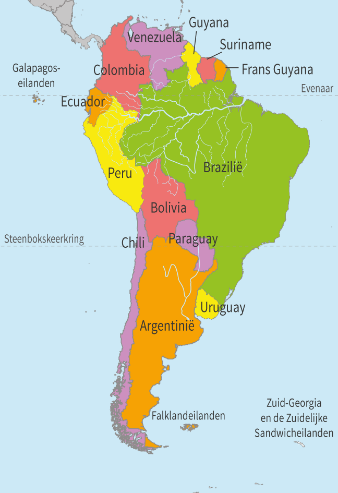 Guyana
Venezuela
Suriname
Galapagos-
eilanden
Colombia
Frans Guyana
Evenaar
Ecuador
Peru
Brazilië
Bolivia
Steenbokskeerkring
Chili
Paraguay
Uruguay
Argentinië
Falklandeilanden
Zuid-Georgia
en de Zuidelijke
Sandwicheilanden